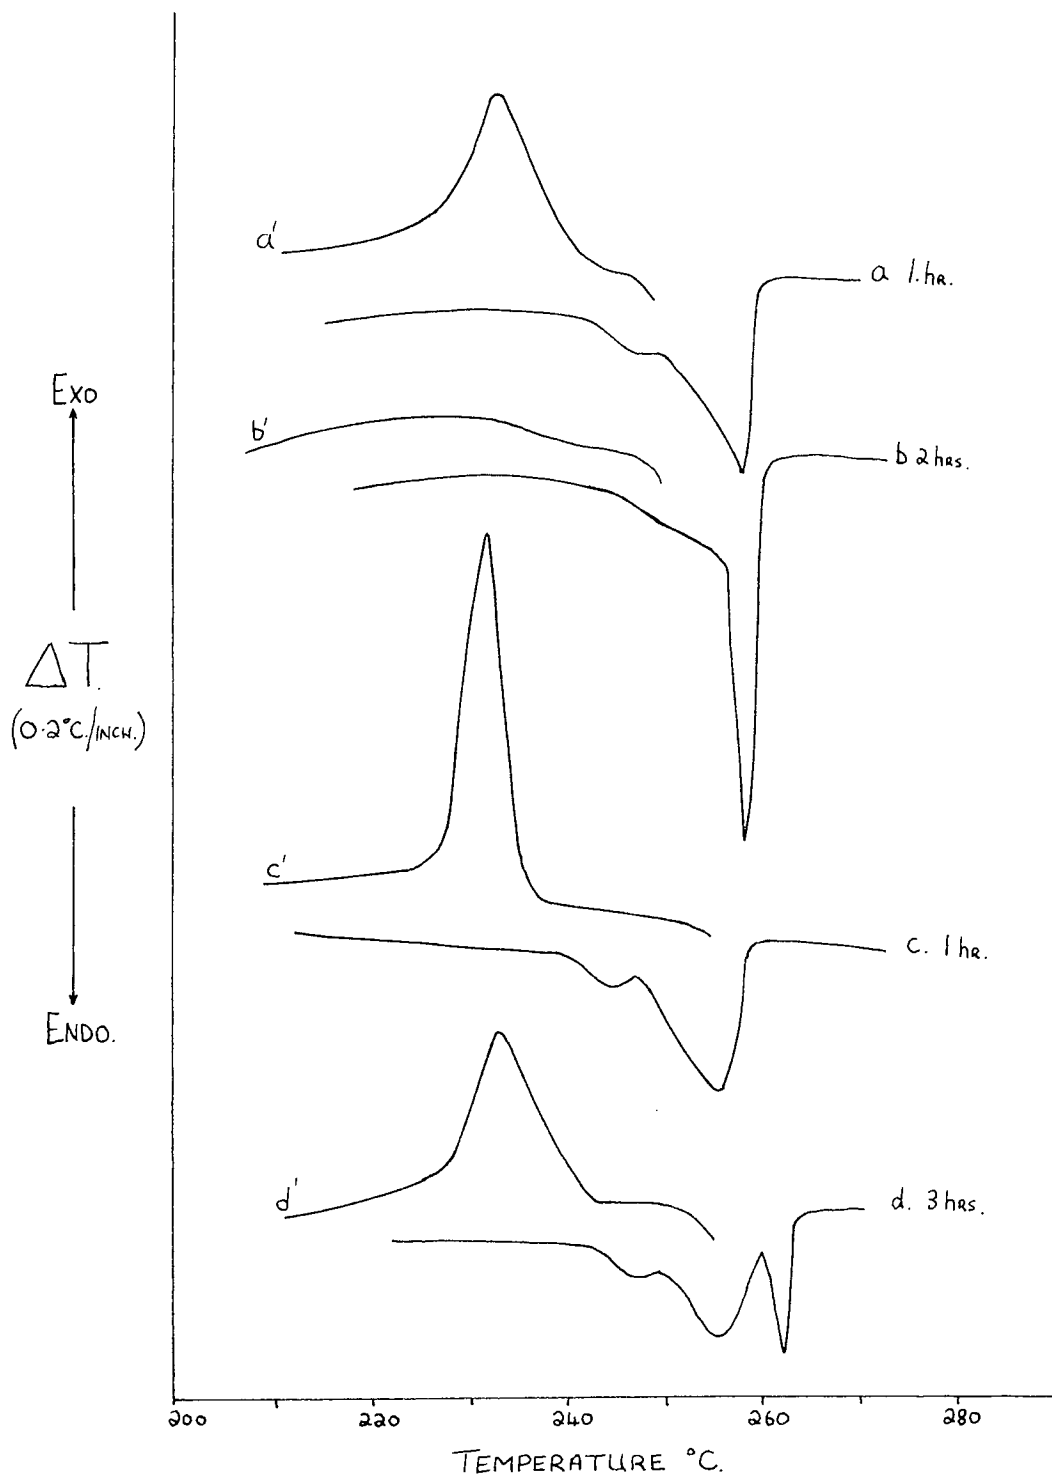 a'
a 1.hr.
Exo
b'
b 2hrs.
ΔT.
(0.2°C./INCH.)
c'
c. 1hr.
ENDO.
d'
d. 3hrs.
200 220 240 260 280
TEMPERATURE °C.